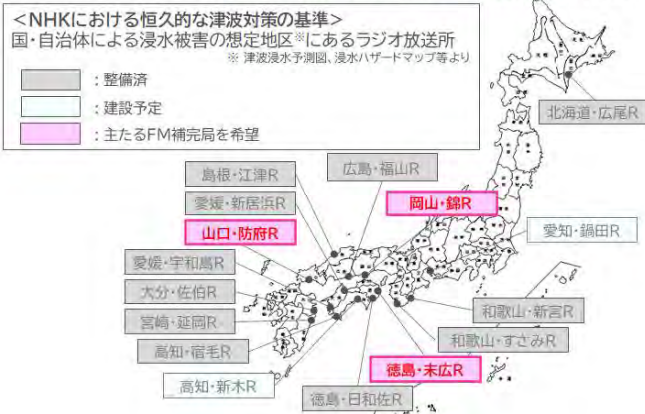 <NHKにおける恒久的な津波対策の基準>
国・自治体による浸水被害の想定地区※にあるラジオ放送所
※ 津波浸水予測図、浸水ハザードマップ等より
：整備済
：建設予定
：主たるFM補完局を希望
北海道・広尾R
広島・福山R
島根・江津R
岡山・錦R
愛媛・新居浜R
山口・防府R
愛知・鍋田R
愛媛・宇和島R
大分・佐伯R
和歌山・新宮R
宮崎・延岡R
和歌山・すさみR
高知・宿毛R
徳島・末広R
高知・新木R
徳島・日和佐R